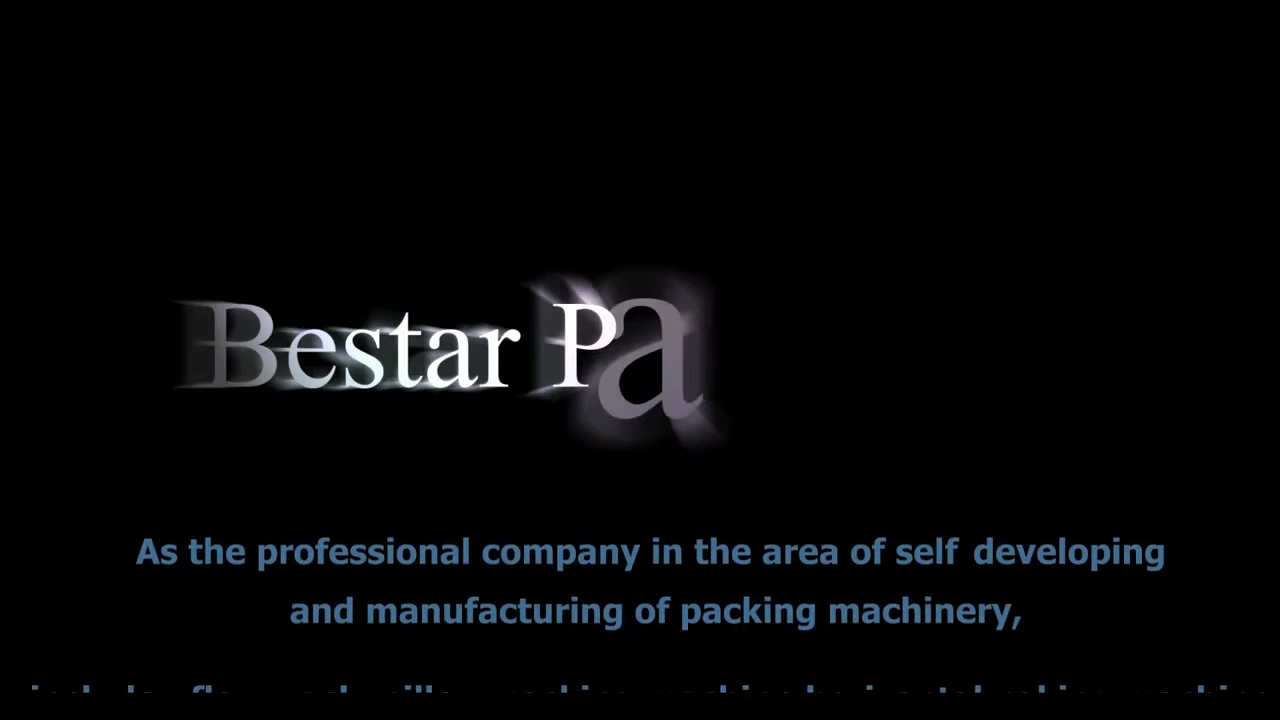 Bestar Pa
As the professional company in the area of self developing
and manufacturing of packing machinery,